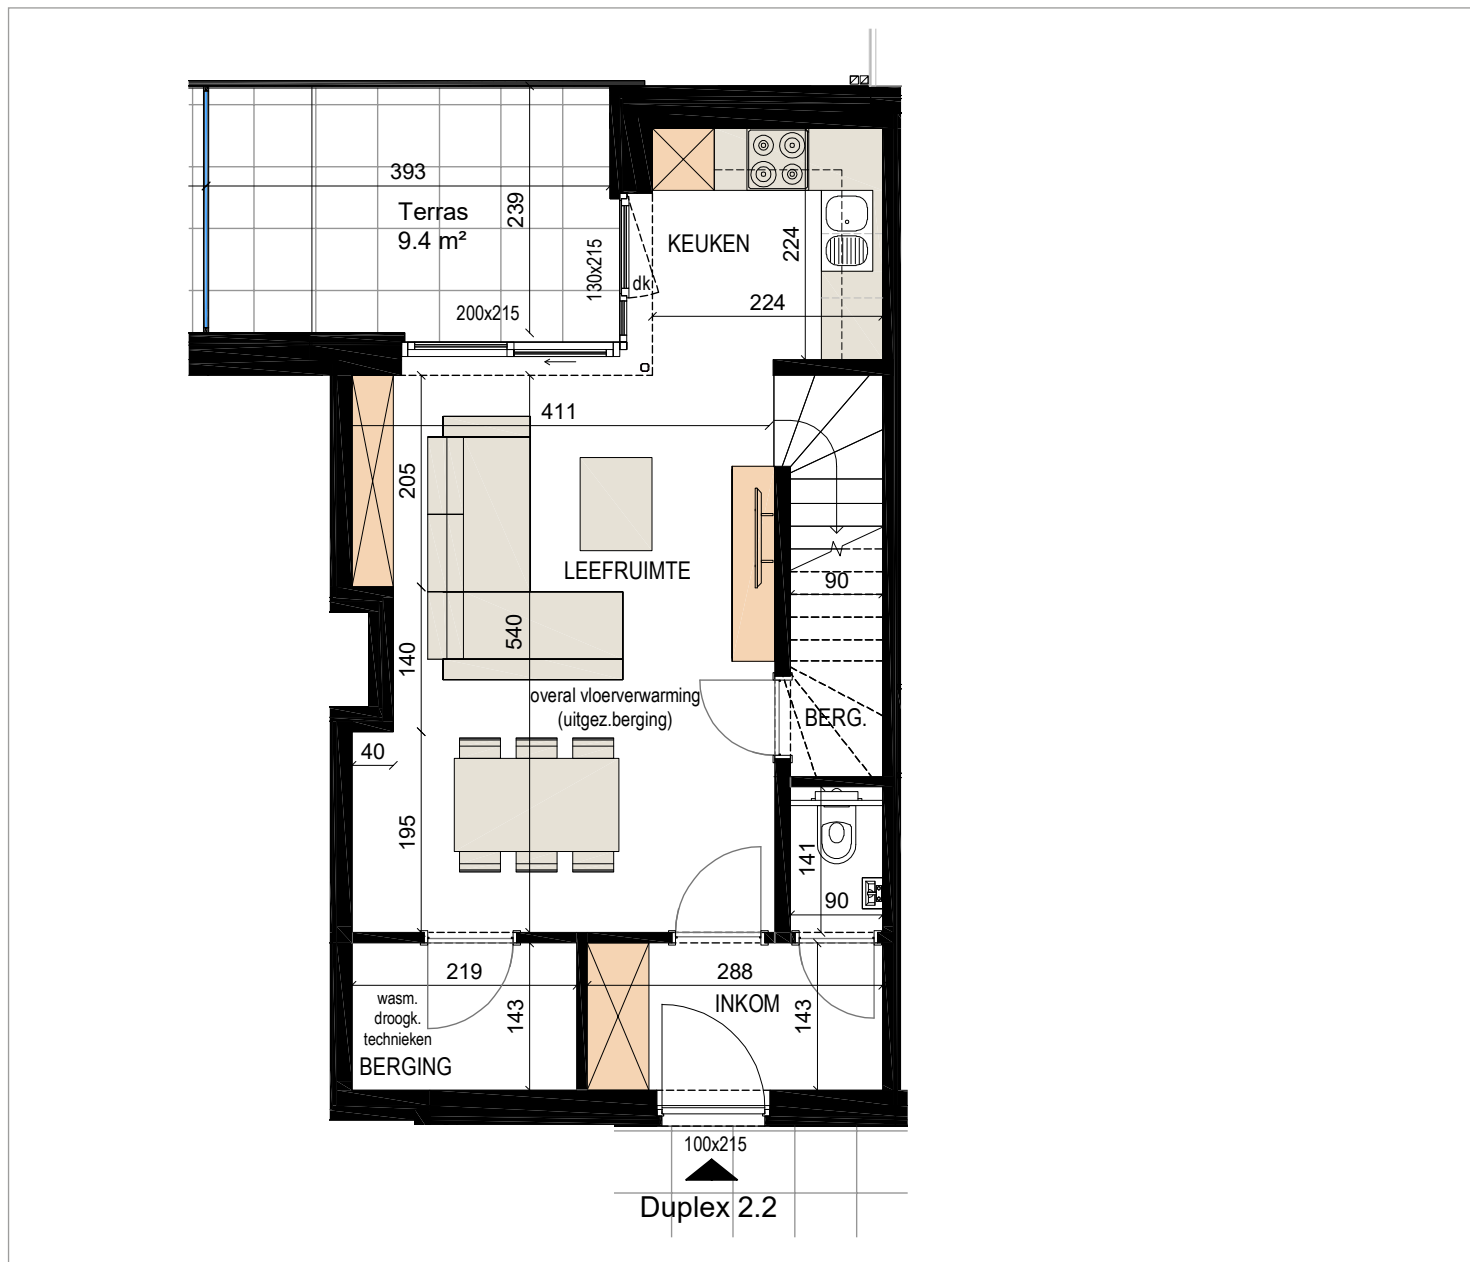 393
Terras
9.4 m²
239
130x215
dk
200x215
KEUKEN
224
224
411
205
LEEFRUIMTE
90
540
140
overal vloerverwarming
(uitgez.berging)
BERG.
40
195
141
90
219
288
wasm.
droogk.
technieken
BERGING
143
INKOM
143
100x215
Duplex 2.2